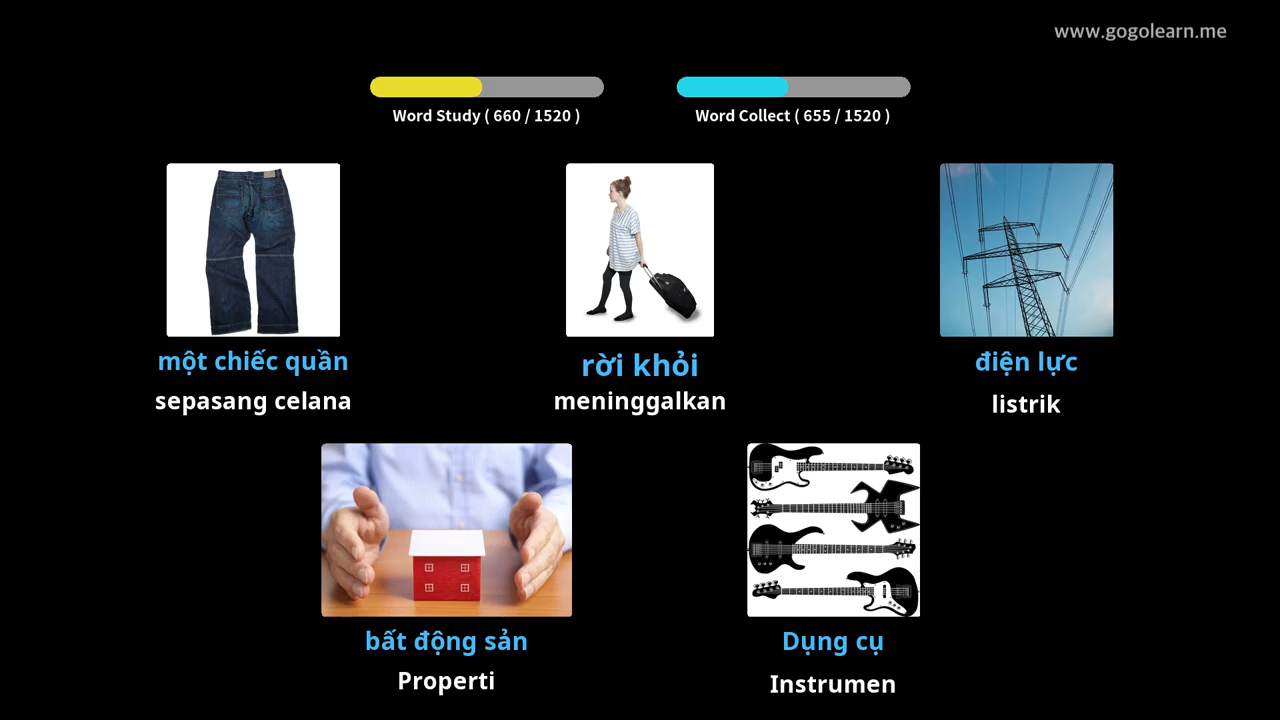 www.gogolearn.me
Word Study ( 660 / 1520 )
Word Collect ( 655 / 1520 )
một chiếc quần
sepasang celana
rời khỏi
meninggalkan
điện lực
listrik
bất động sản
Properti
Dụng cụ
Instrumen